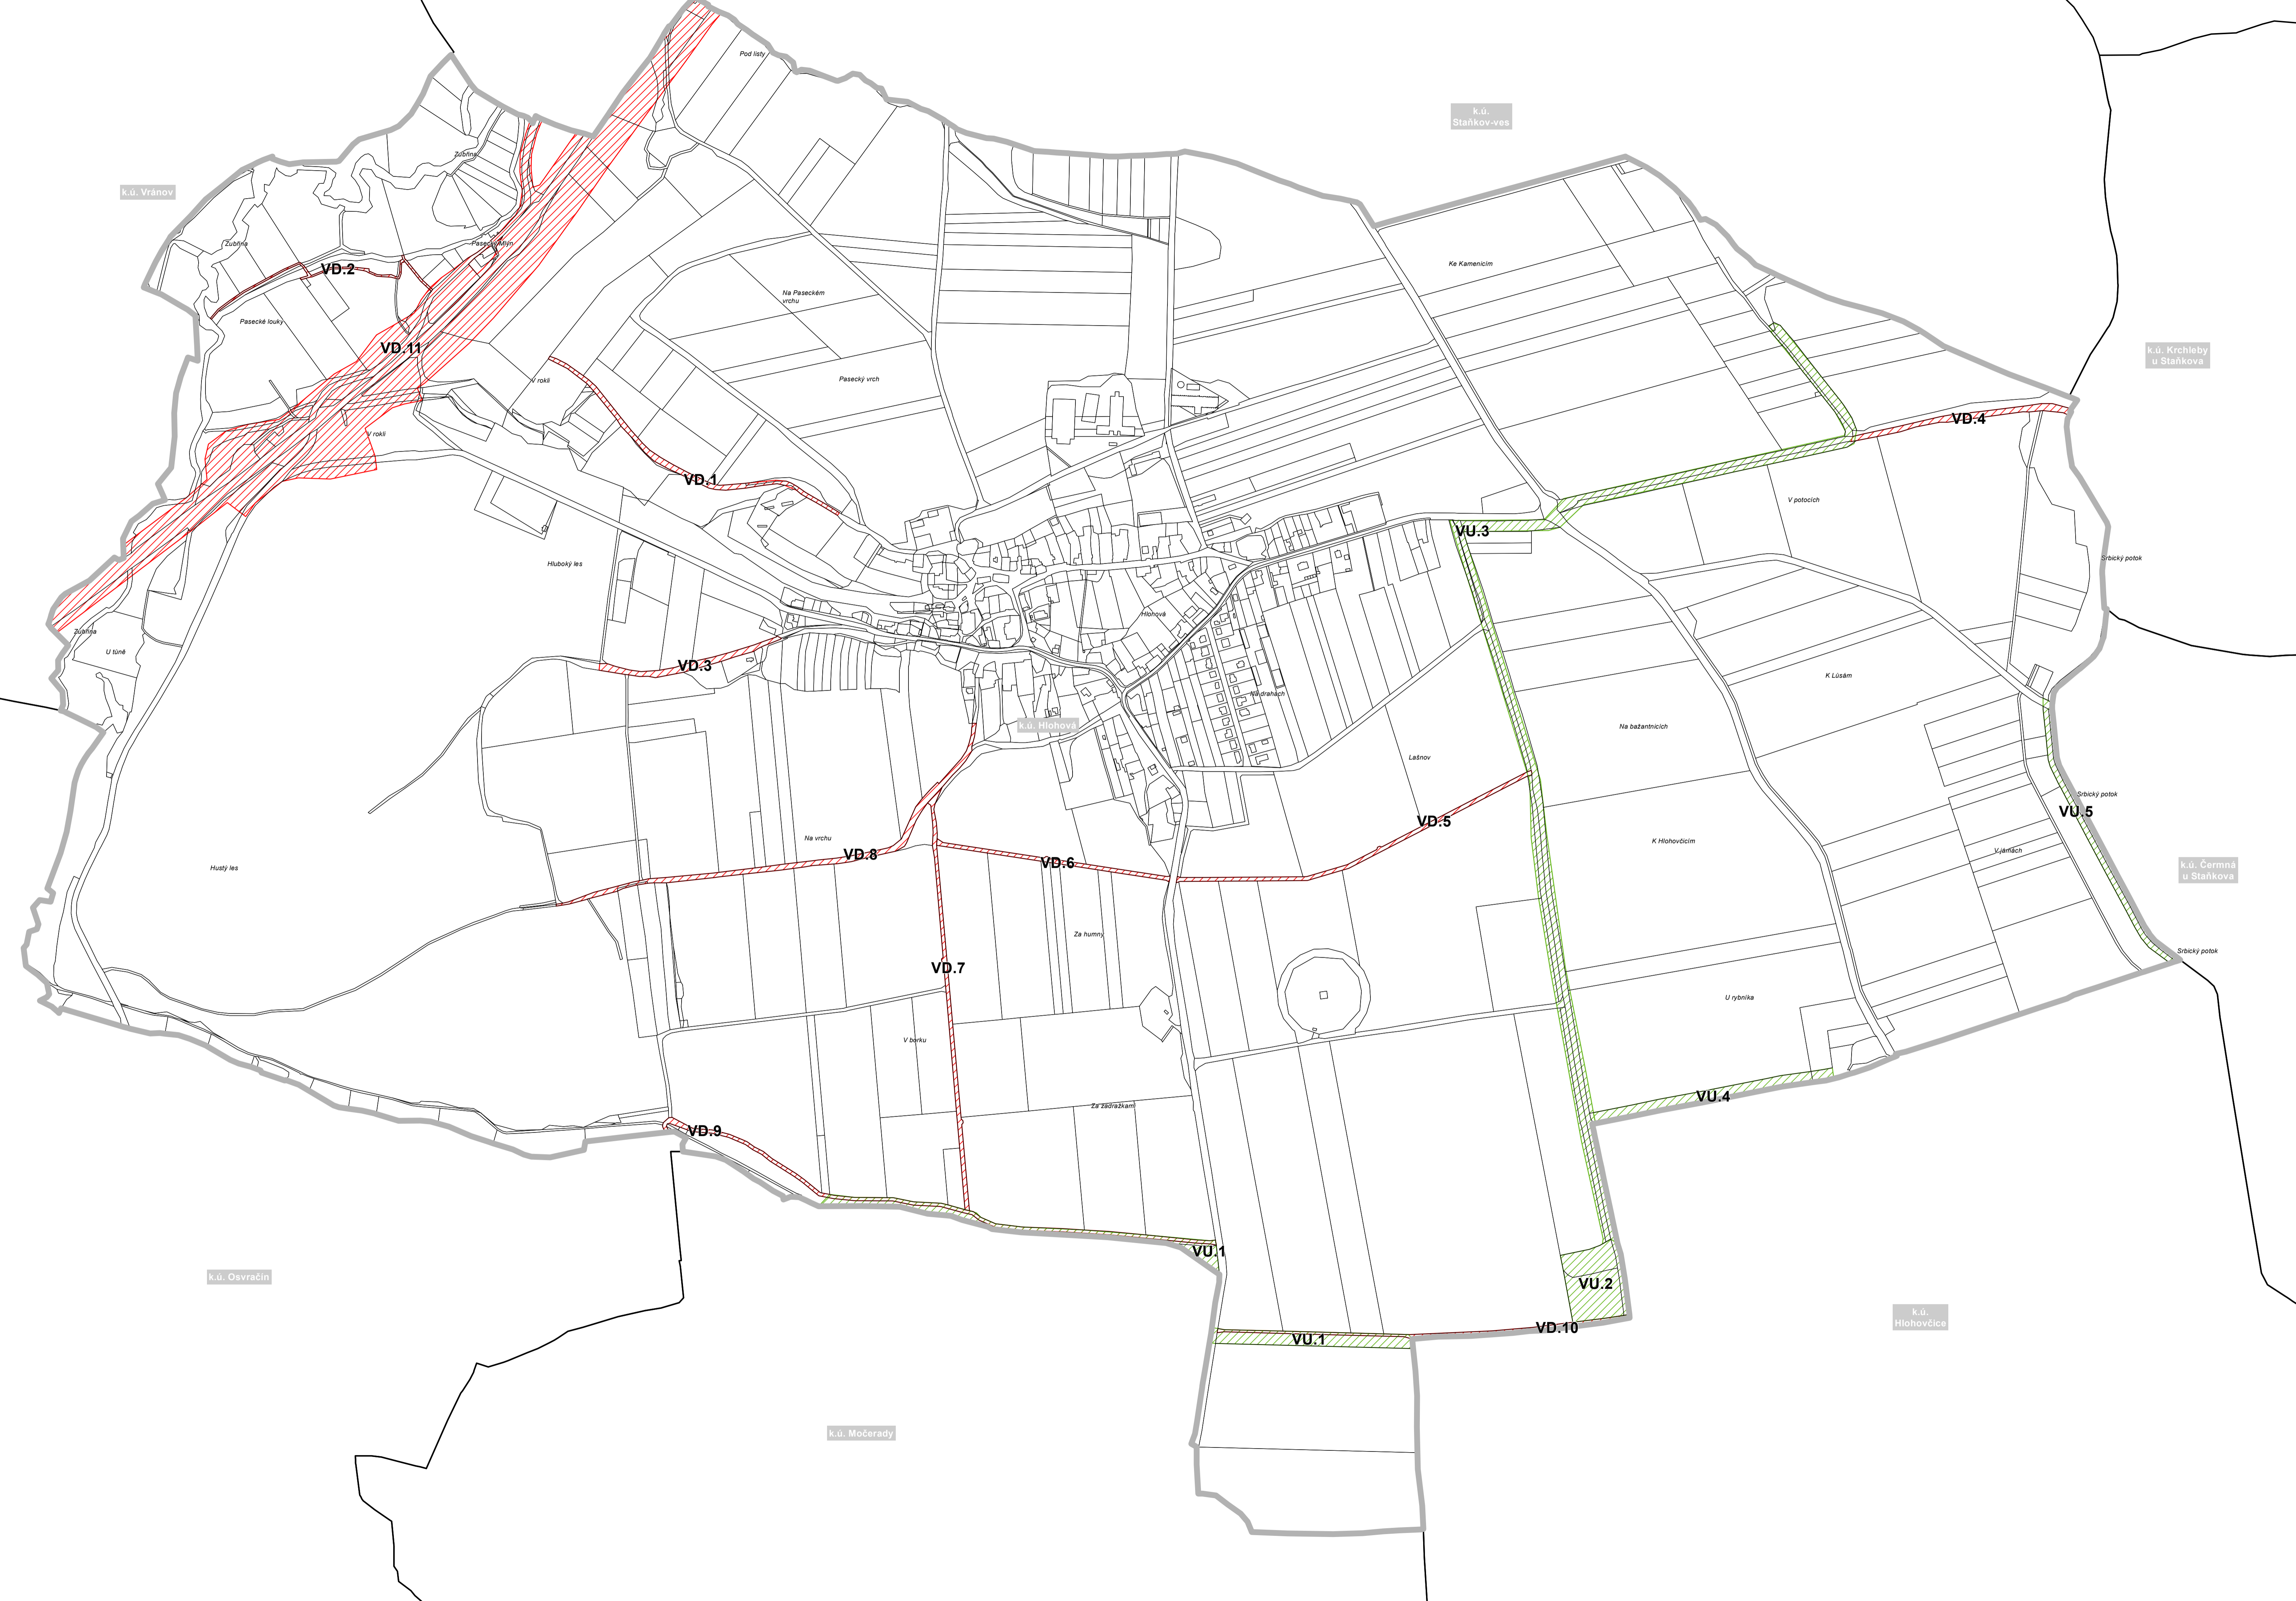 Pod listy
k.ú.
Staňkov-ves
Zubřina
k.ú. Vránov
Zubřina
Pasecký Mlýn
VD.2
Ke Kamenicím
Na Paseckém
vrchu
Pasecké louky
VD.11
k.ú. Krchleby
u Staňkova
V rokli
Pasecký vrch
VD.4
V rokli
VD.1
V potocích
VU.3
Hluboký les
Srbický potok
Hlohová
Zubřina
U tůně
VD.3
K Lúsám
Na drahách
k.ú. Hlohová
Na bažantnicích
Lašnov
Srbický potok
VU.5
VD.5
Na vrchu
K Hlohovčicím
V jámách
VD.8
VD.6
Hustý les
k.ú. Čermná
u Staňkova
Za humny
Srbický potok
VD.7
U rybníka
V borku
VU.4
Za zádražkami
VD.9
VU.1
k.ú. Osvračín
VU.2
k.ú.
Hlohovčice
VD.10
VU.1
k.ú. Močerady